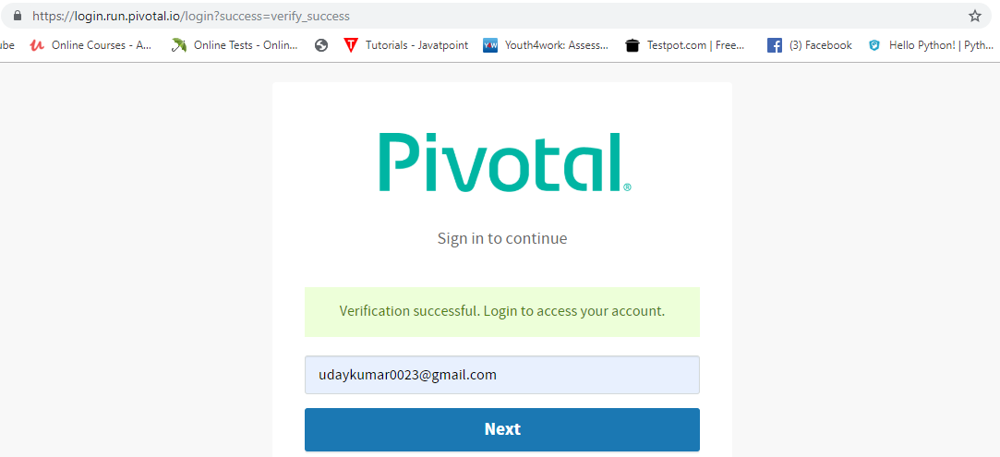 https://login.run.pivotal.io/login?success=verify_success
ube Online Courses - A... Online Tests - Onlin... Tutorials - Javatpoint Youth4work: Assess... Testpot.com | Free... (3) Facebook Hello Python! | Pyth...
Pivotal®
Sign in to continue
Verification successful. Login to access your account.
udaykumar0023@gmail.com
Next